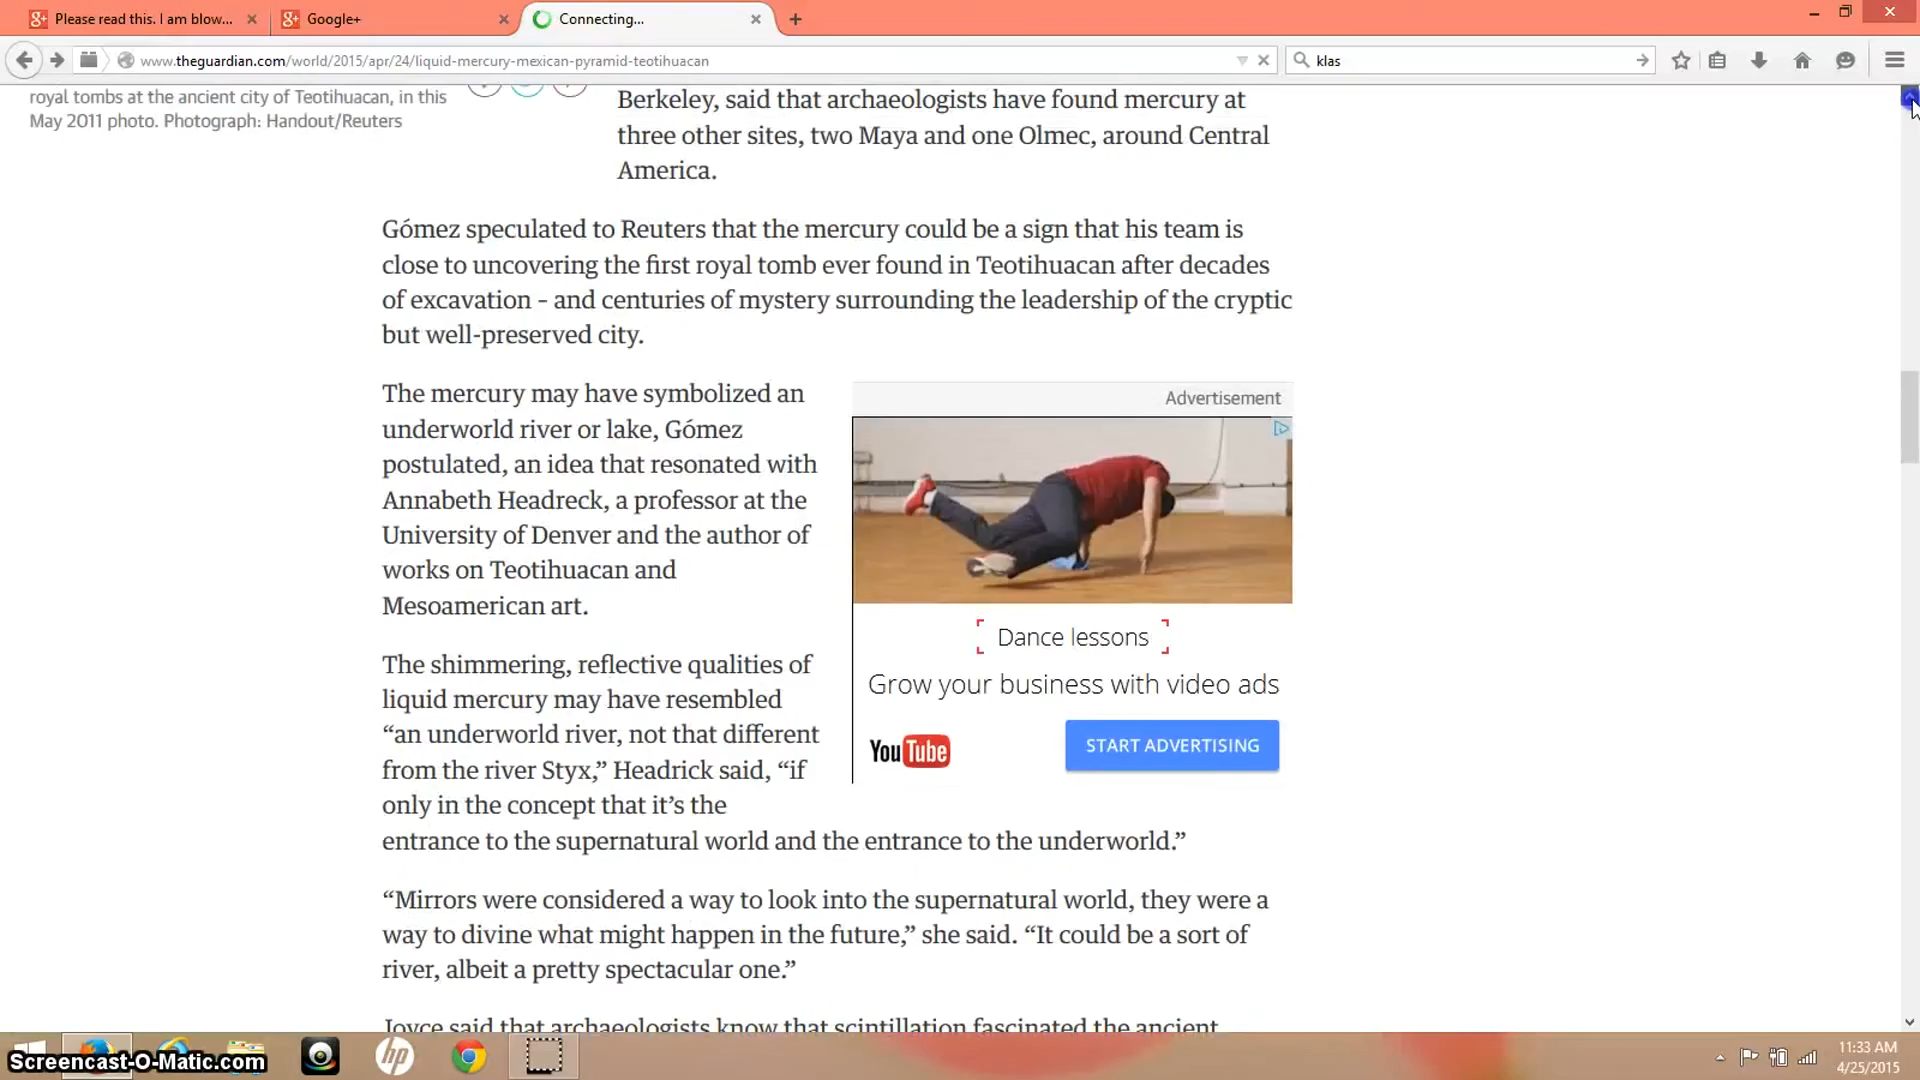 Please read this. I am blow...
Google+
Connecting...
www.theguardian.com/world/2015/apr/24/liquid-mercury-mexican-pyramid-teotihuacan
klas
royal tombs at the ancient city of Teotihuacan, in this
May 2011 photo. Photograph: Handout/Reuters
Berkeley, said that archaeologists have found mercury at
three other sites, two Maya and one Olmec, around Central
America.
Gómez speculated to Reuters that the mercury could be a sign that his team is
close to uncovering the first royal tomb ever found in Teotihuacan after decades
of excavation – and centuries of mystery surrounding the leadership of the cryptic
but well-preserved city.
The mercury may have symbolized an
underworld river or lake, Gómez
postulated, an idea that resonated with
Annabeth Headreck, a professor at the
University of Denver and the author of
works on Teotihuacan and
Mesoamerican art.
The shimmering, reflective qualities of
liquid mercury may have resembled
“an underworld river, not that different
from the river Styx,” Headrick said, “if
only in the concept that it’s the
entrance to the supernatural world and the entrance to the underworld.”
Advertisement
Dance lessons
Grow your business with video ads
YouTube
START ADVERTISING
“Mirrors were considered a way to look into the supernatural world, they were a
way to divine what might happen in the future,” she said. “It could be a sort of
river, albeit a pretty spectacular one.”
Joyce said that archaeologists know that scintillation fascinated the ancient
Screencast-O-Matic.com
hp
11:33 AM
4/25/2015